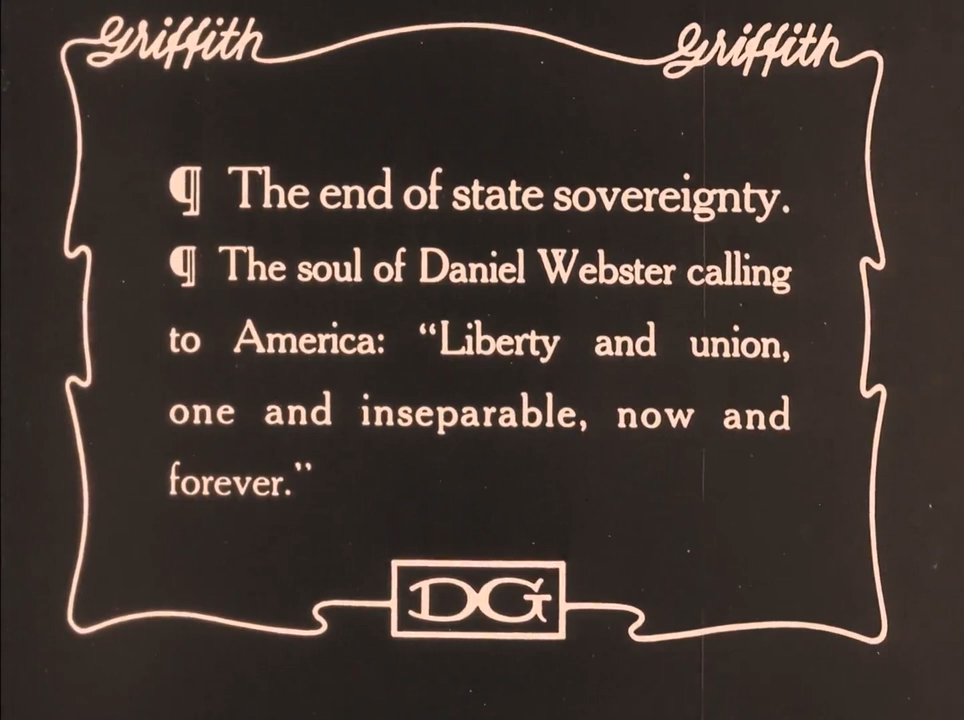 Griffith Griffith
¶ The end of state sovereignty.
¶ The soul of Daniel Webster calling
to America: “Liberty and union,
one and inseparable, now and
forever.”
DG